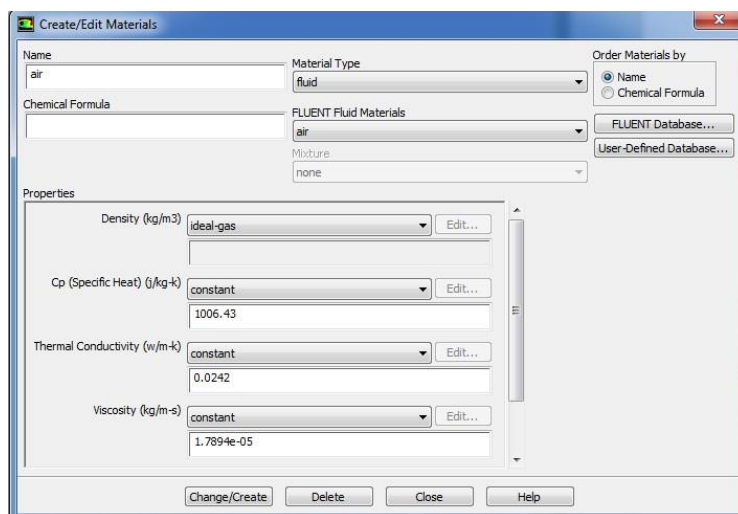 Create/Edit Materials
Name
air
Chemical Formula
Material Type
fluid
FLUENT Fluid Materials
air
Mixture
none
Order Materials by
Name
Chemical Formula
FLUENT Database...
User-Defined Database...
Properties
Density (kg/m3) ideal-gas Edit...
Cp (Specific Heat) (j/kg-k) constant Edit...
1006.43
Thermal Conductivity (w/m-k) constant Edit...
0.0242
Viscosity (kg/m-s) constant Edit...
1.7894e-05
Change/Create Delete Close Help